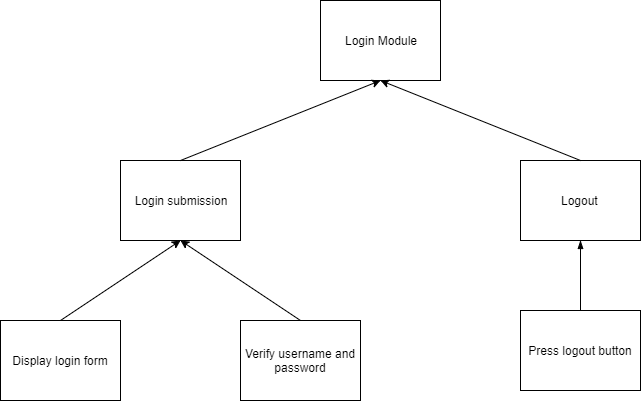 Login Module
Login submission
Logout
Display login form
Verify username and
password
Press logout button